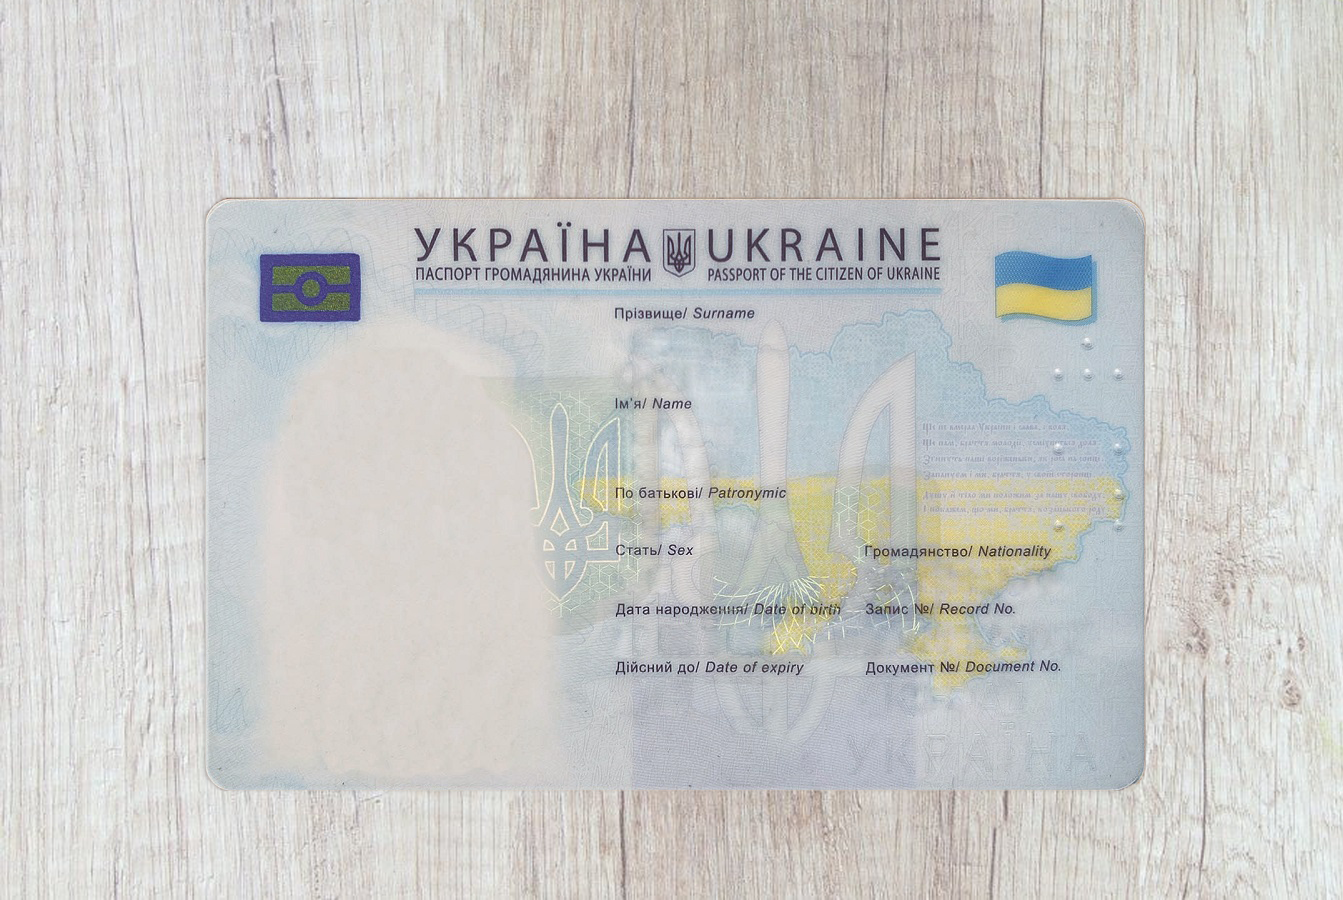 УКРАЇНА UKRAINE
ПАСПОРТ ГРОМАДЯНИНА УКРАЇНИ PASSPORT OF THE CITIZEN OF UKRAINE
Прізвище/ Surname
Ім'я/ Name
По батькові/ Patronymic
Стать/ Sex Громадянство/ Nationality
Дата народження/ Date of birth Запис №/ Record No.
Дійсний до/ Date of expiry Документ №/ Document No.
УКРАЇНА